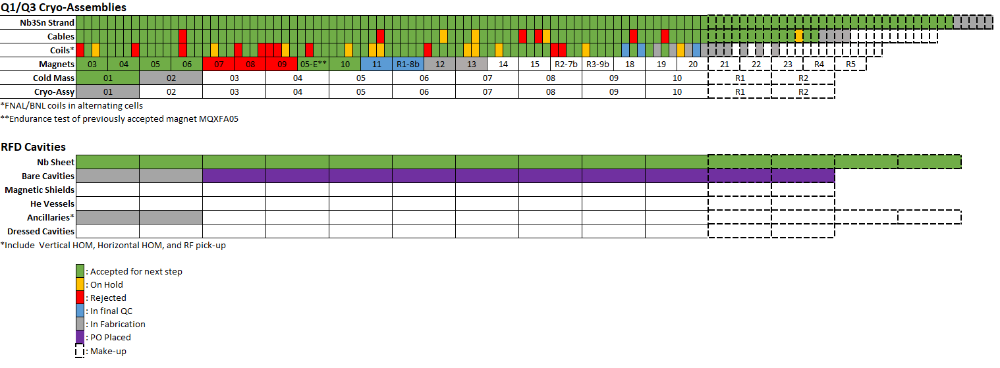 Q1/Q3 Cryo-Assemblies
Nb3Sn Strand
Cables
Coils*
Magnets 03 04 05 06 07 08 09 05-E** 10 11 R1-8b 12 13 14 15 R2-7b R3-9b 18 19 20 21 22 23 R4 R5
Cold Mass 01 02 03 04 05 06 07 08 09 10 R1 R2
Cryo-Assy 01 02 03 04 05 06 07 08 09 10 R1 R2
*FNAL/BNL coils in alternating cells
**Endurance test of previously accepted magnet MQXFA05
RFD Cavities
Nb Sheet
Bare Cavities
Magnetic Shields
He Vessels
Ancillaries*
Dressed Cavities
*Include Vertical HOM, Horizontal HOM, and RF pick-up
: Accepted for next step
: On Hold
: Rejected
: In final QC
: In Fabrication
: PO Placed
: Make-up